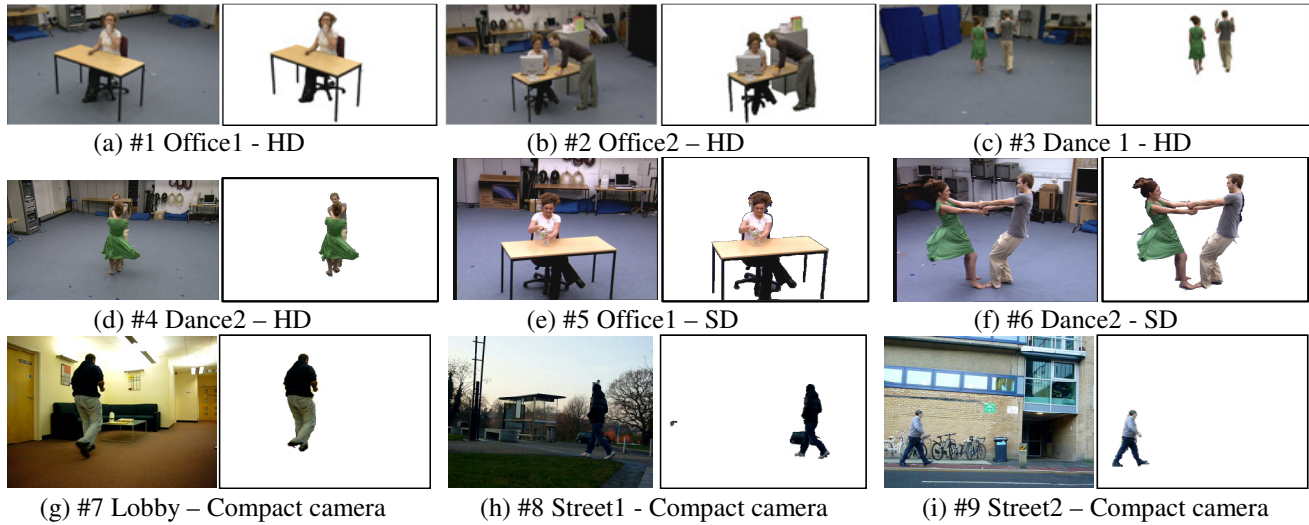 (a) #1 Office1 - HD
(b) #2 Office2 – HD
(c) #3 Dance 1 - HD
(d) #4 Dance2 – HD
(e) #5 Office1 – SD
(f) #6 Dance2 - SD
(g) #7 Lobby – Compact camera
(h) #8 Street1 - Compact camera
(i) #9 Street2 – Compact camera